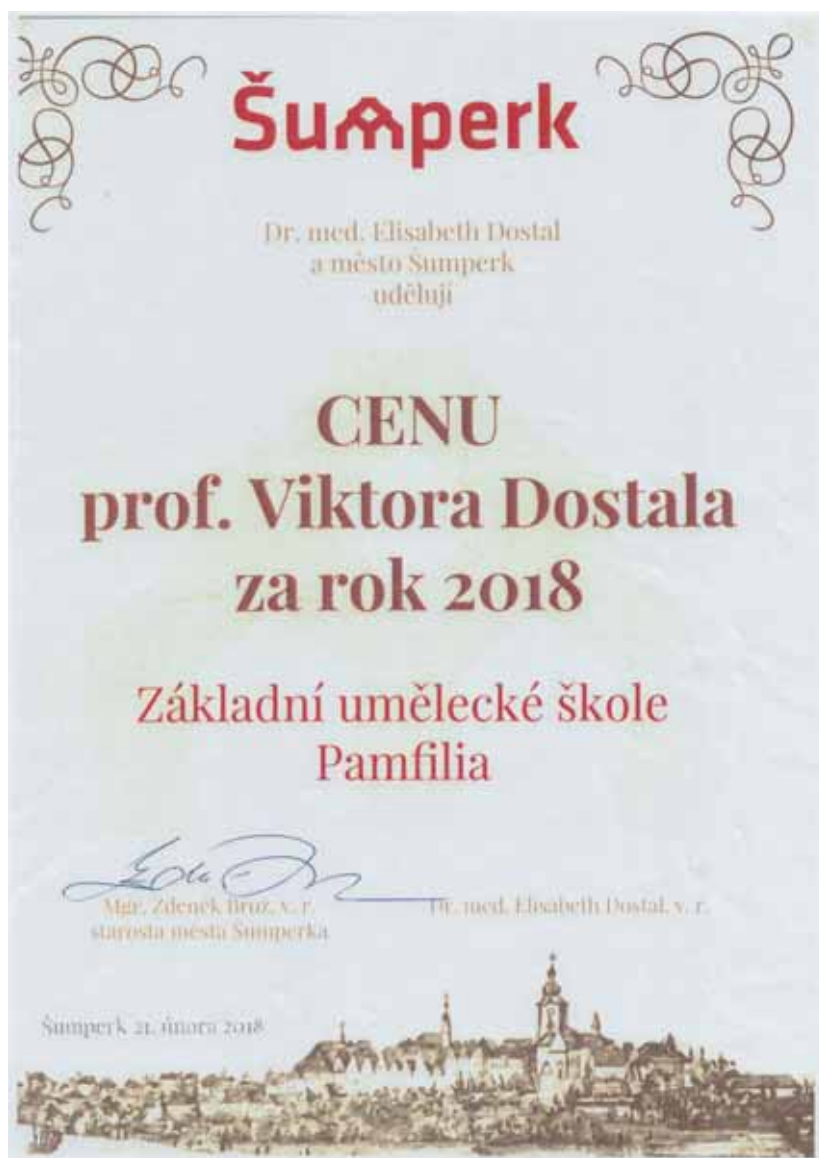 Šumperk
Dr. med. Elisabeth Dostal
a město Šumperk
udělují
CENU
prof. Viktora Dostala
za rok 2018
Základní umělecké škole
Pamfilia
Mgr. Zdeněk Brož, v. r.
starosta města Šumperka
Dr. med. Elisabeth Dostal, v. r.
Šumperk 21. února 2018